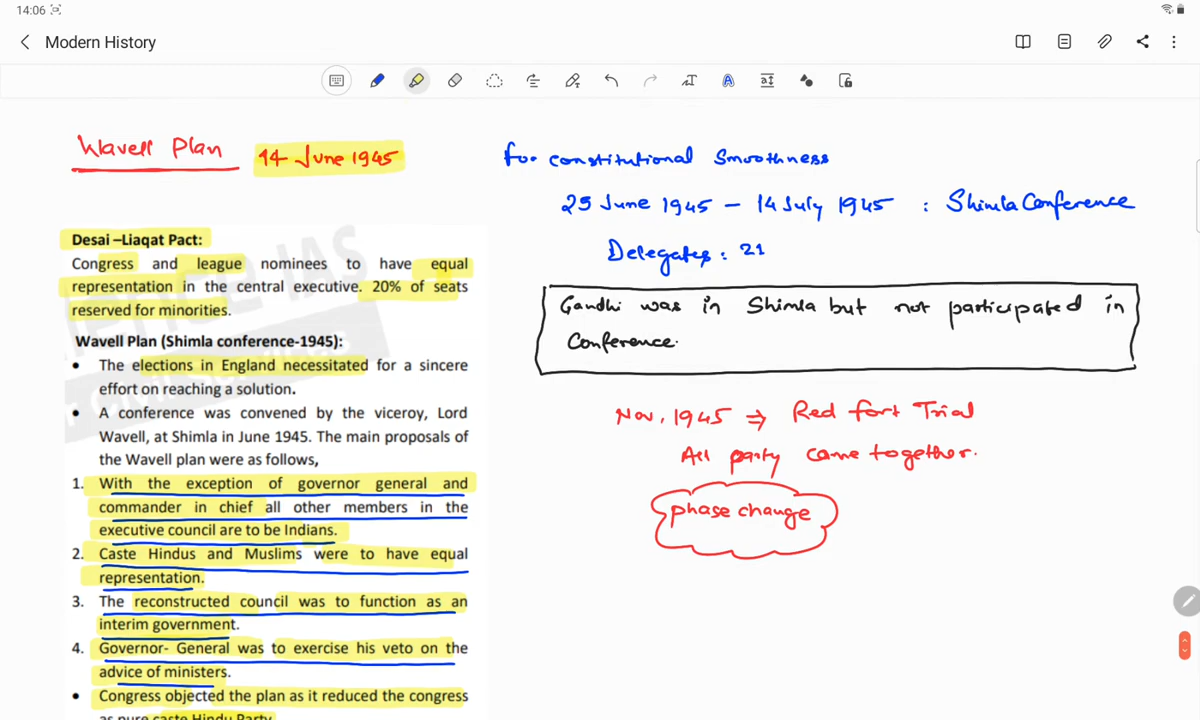 14:06
Modern History
Wavell Plan
14 June 1945
For constitutional Smoothness
25 June 1945 - 14 July 1945 : Shimla Conference
Delegates : 21
Gandhi was in Shimla but not participated in
Conference.
Nov, 1945 ⇒ Red fort Trial
All party came together.
phase change
Desai –Liaqat Pact:
Congress and league nominees to have equal
representation in the central executive. 20% of seats
reserved for minorities.
Wavell Plan (Shimla conference-1945):
• The elections in England necessitated for a sincere
effort on reaching a solution.
• A conference was convened by the viceroy, Lord
Wavell, at Shimla in June 1945. The main proposals of
the Wavell plan were as follows,
1. With the exception of governor general and
commander in chief all other members in the
executive council are to be Indians.
2. Caste Hindus and Muslims were to have equal
representation.
3. The reconstructed council was to function as an
interim government.
4. Governor- General was to exercise his veto on the
advice of ministers.
• Congress objected the plan as it reduced the congress
as pure caste Hindu Party.